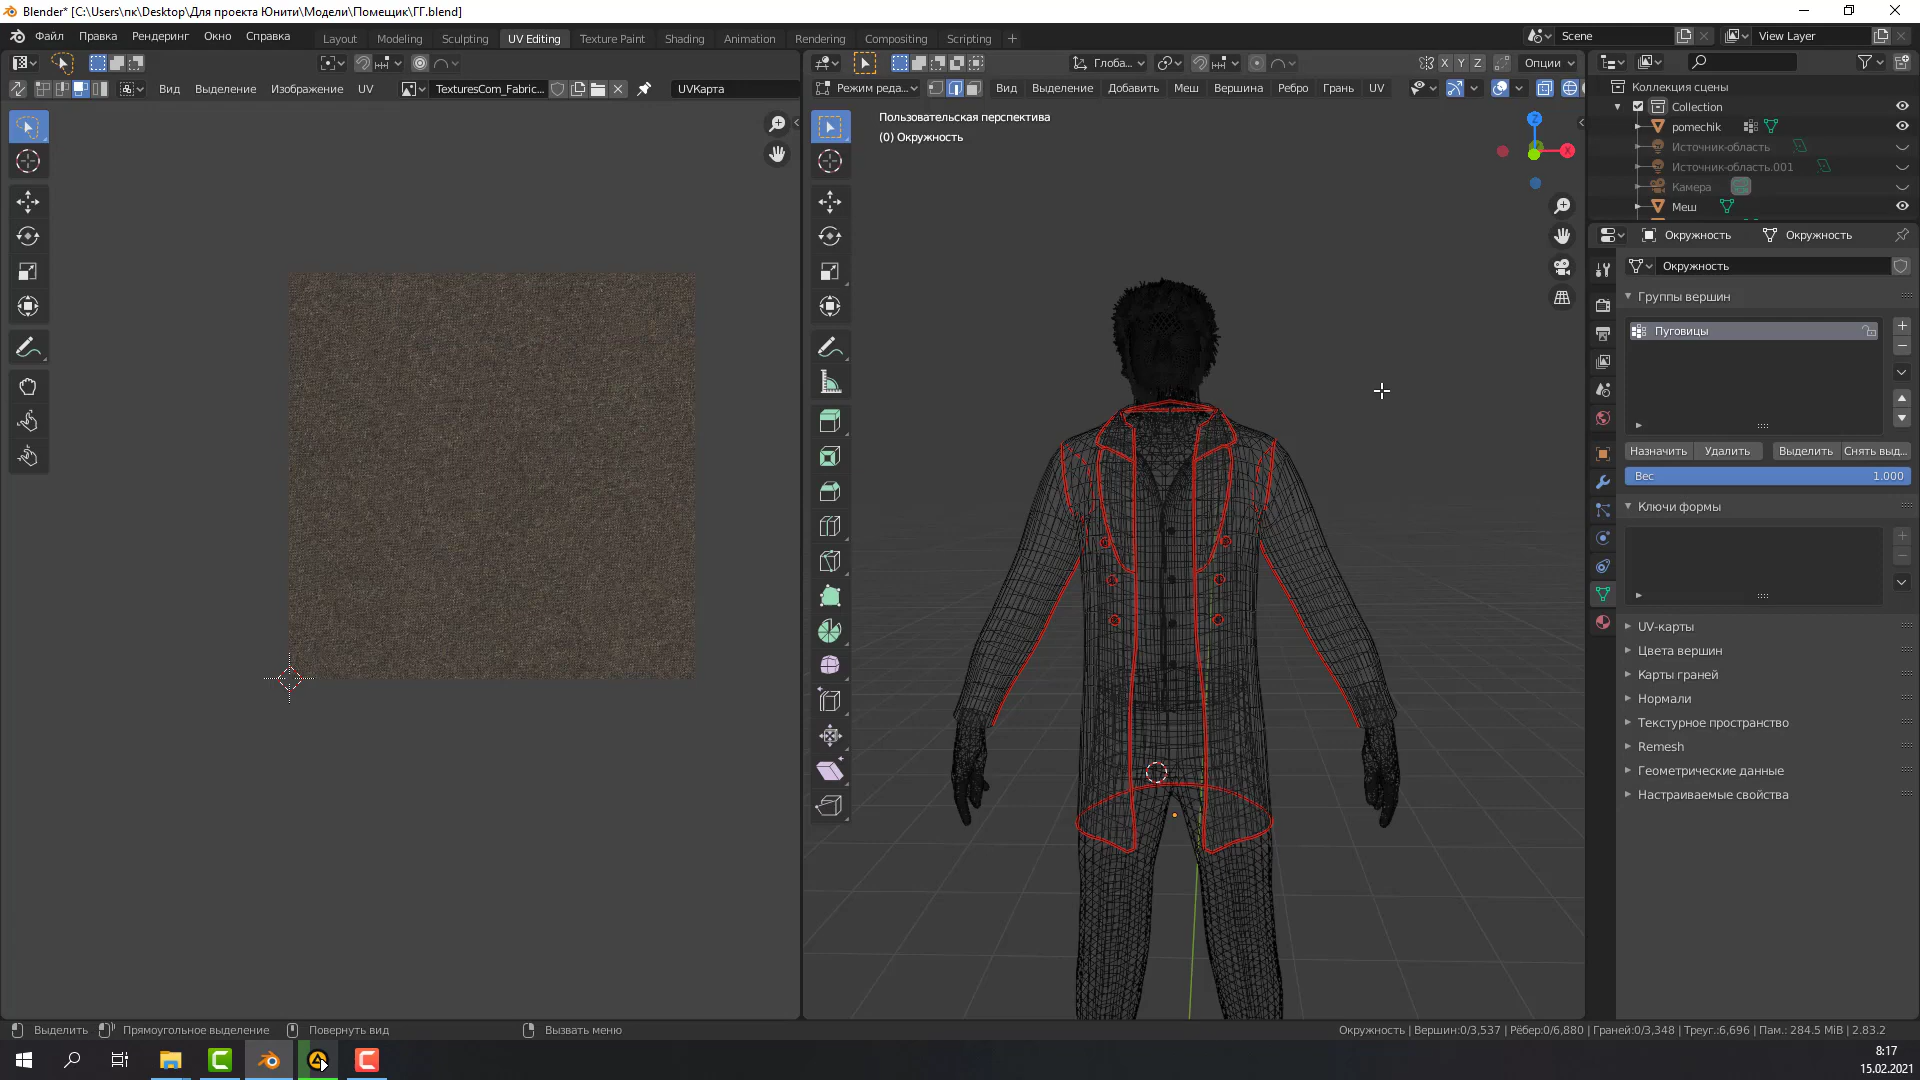 Blender* [C:\Users\пк\Desktop\Для проекта Юнити\Модели\Помещик\ГГ.blend]
Файл Правка Рендеринг Окно Справка Layout Modeling Sculpting UV Editing Texture Paint Shading Animation Rendering Compositing Scripting
Scene View Layer
Глоба... X Y Z Опции
Вид Выделение Изображение UV TexturesCom_Fabric... UVКарта
Режим реда... Вид Выделение Добавить Меш Вершина Ребро Грань UV
Пользовательская перспектива
(0) Окружность
Z
X
Коллекция сцены
Collection
pomechik
Источник-область
Источник-область.001
Камера
Меш
Окружность Окружность
Окружность
Группы вершин
Пуговицы
Назначить Удалить Выделить Снять выд...
Вес 1.000
Ключи формы
UV-карты
Цвета вершин
Карты граней
Нормали
Текстурное пространство
Remesh
Геометрические данные
Настраиваемые свойства
Выделить Прямоугольное выделение Повернуть вид Вызвать меню
Окружность | Вершин:0/3,537 | Рёбер:0/6,880 | Граней:0/3,348 | Треуг.:6,696 | Пам.: 284.5 MiB | 2.83.2
8:17
15.02.2021